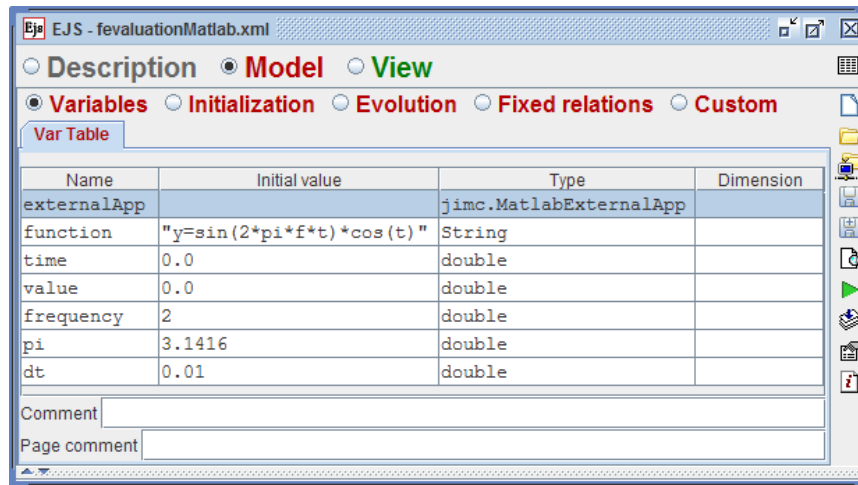 Ejs EJS - fevaluationMatlab.xml
Description Model View
Variables Initialization Evolution Fixed relations Custom
Var Table
Name Initial value Type Dimension
externalApp jimc.MatlabExternalApp
function "y=sin(2*pi*f*t)*cos(t)" String
time 0.0 double
value 0.0 double
frequency 2 double
pi 3.1416 double
dt 0.01 double
Comment
Page comment